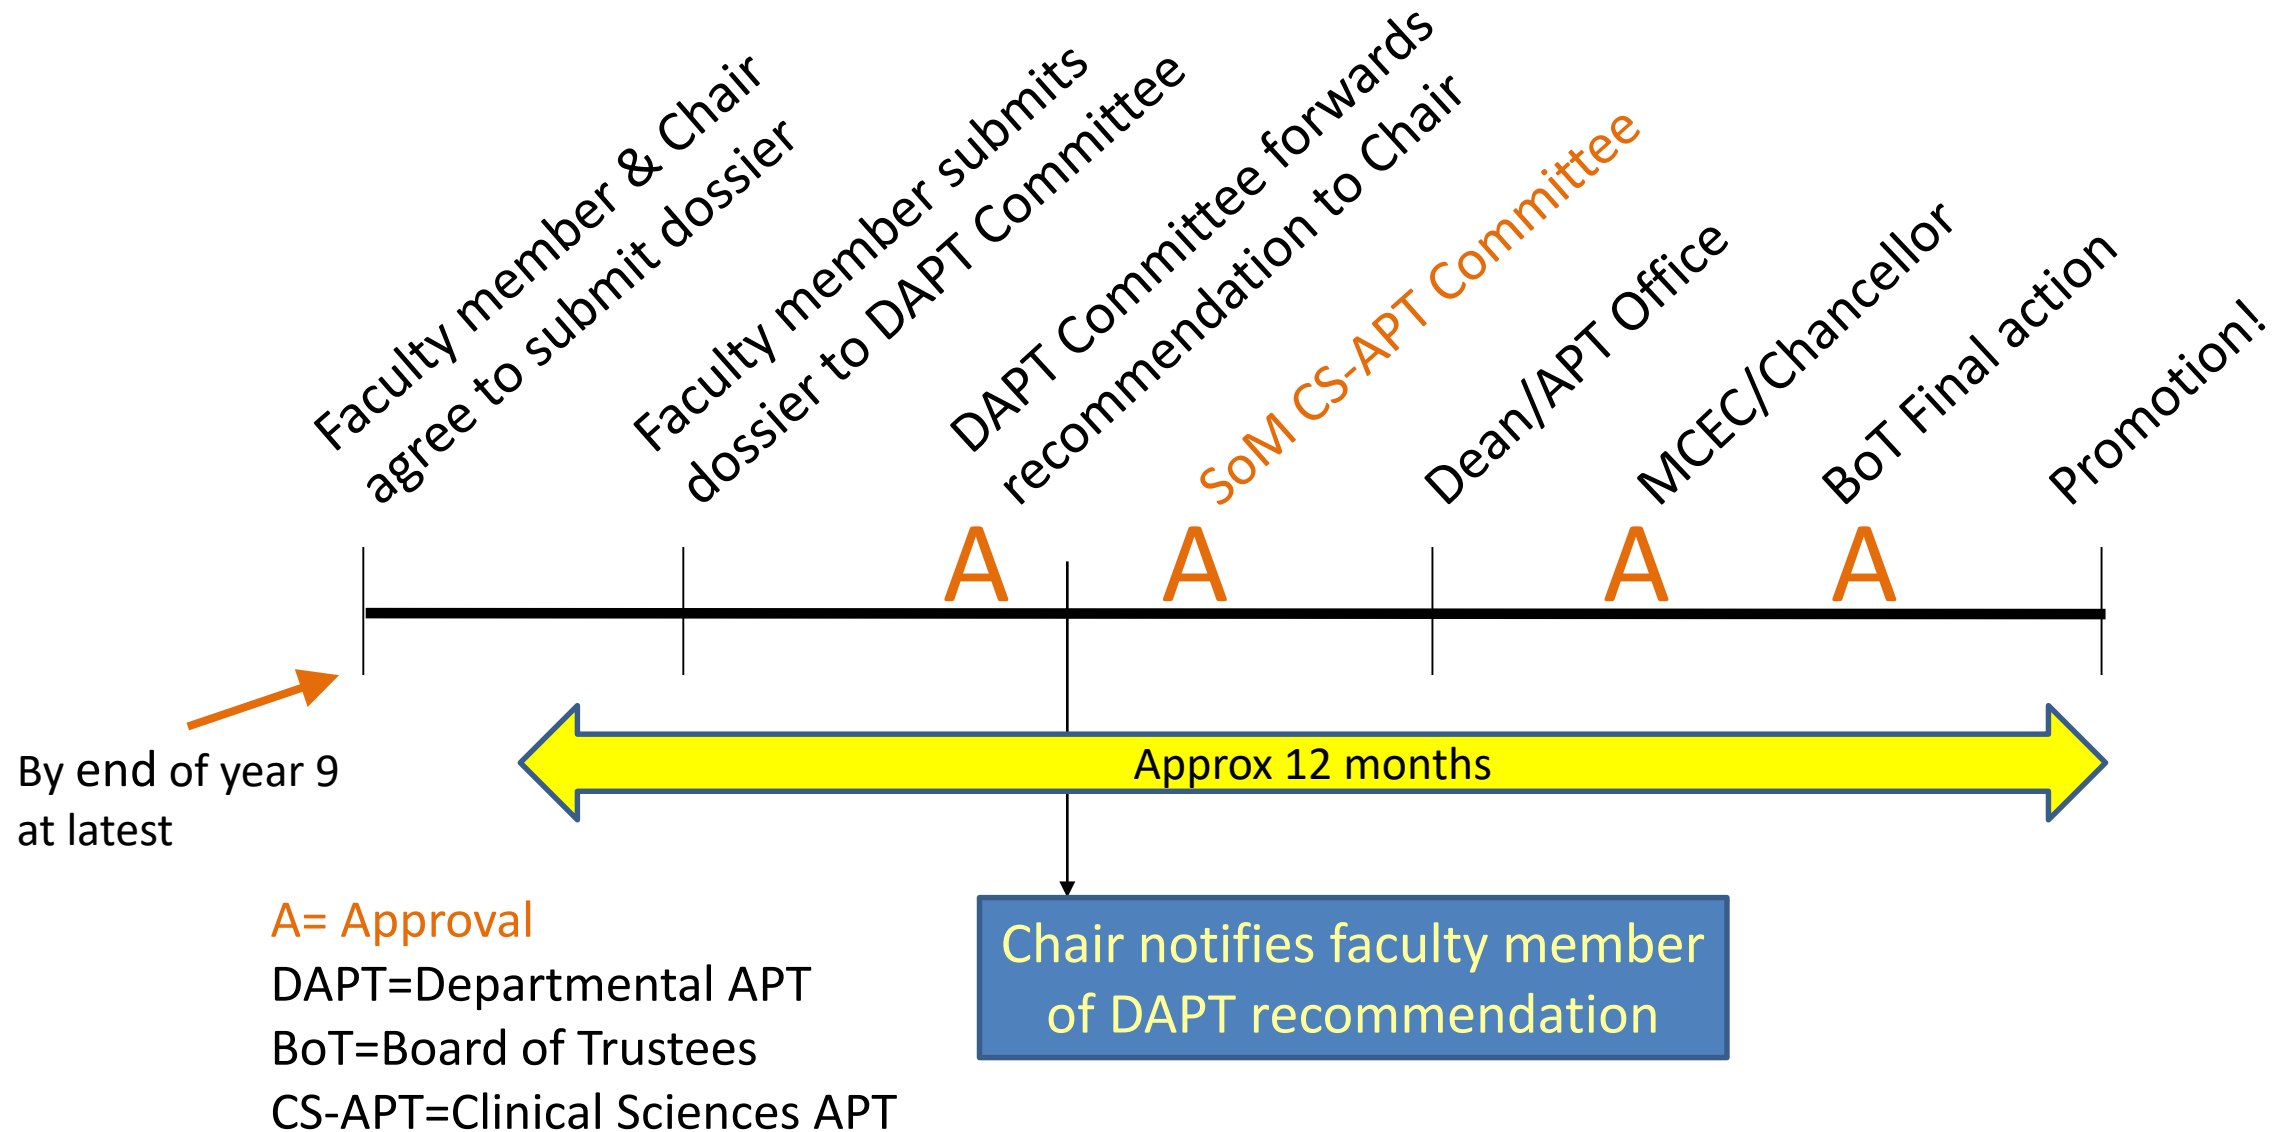 Faculty member & Chair
agree to submit dossier
Faculty member submits
dossier to DAPT Committee
DAPT Committee forwards
recommendation to Chair
SoM CS-APT Committee
Dean/APT Office
MCEC/Chancellor
BoT Final action
Promotion!
A
A
A
A
By end of year 9
at latest
Approx 12 months
Chair notifies faculty member
of DAPT recommendation
A= Approval
DAPT=Departmental APT
BoT=Board of Trustees
CS-APT=Clinical Sciences APT